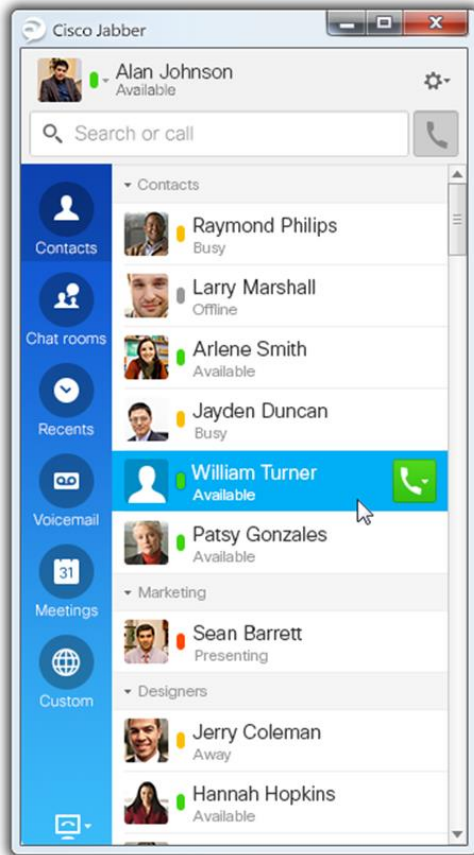 Cisco Jabber
Alan Johnson
Available
Search or call
Contacts
Chat rooms
Recents
Voicemail
31
Meetings
Custom
Contacts
Raymond Philips
Busy
Larry Marshall
Offline
Arlene Smith
Available
Jayden Duncan
Busy
William Turner
Available
Patsy Gonzales
Available
Marketing
Sean Barrett
Presenting
Designers
Jerry Coleman
Away
Hannah Hopkins
Available